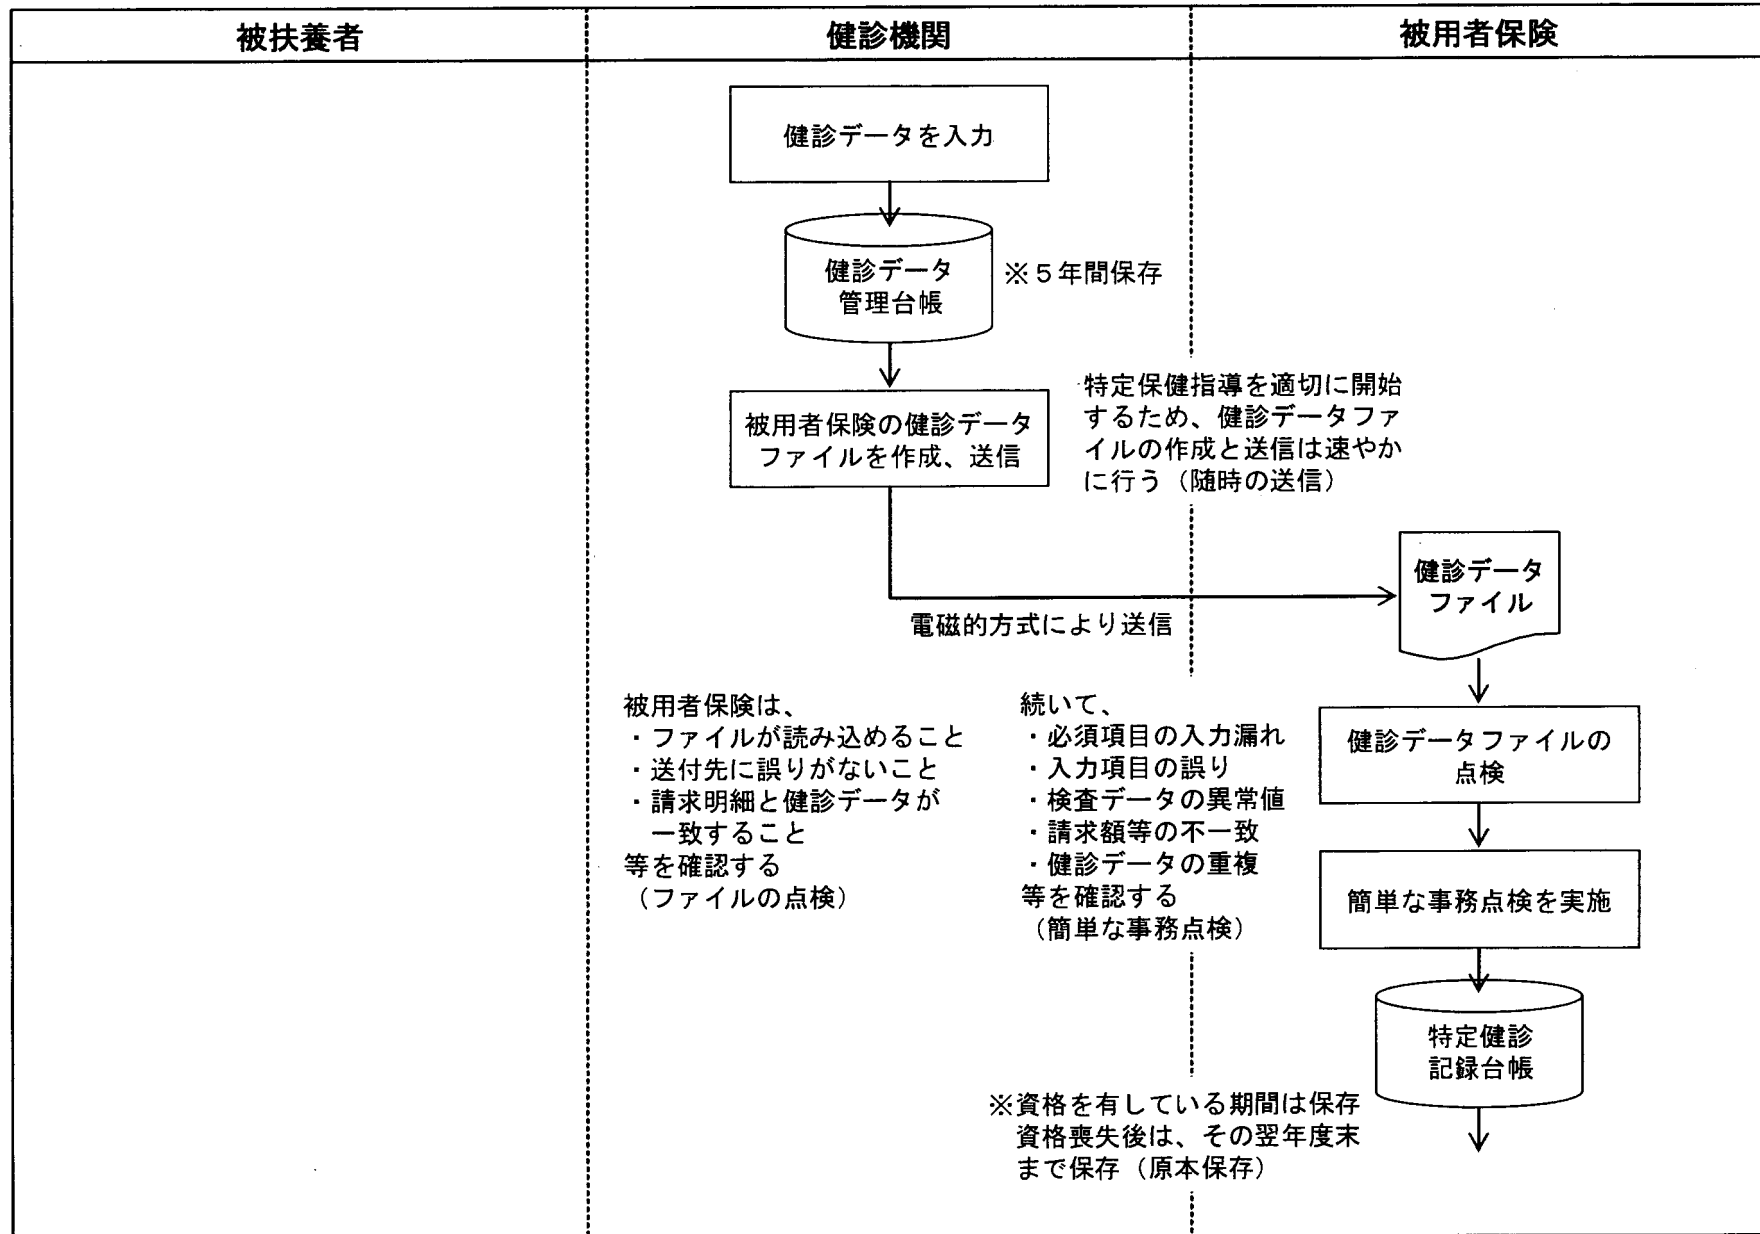 被扶養者
健診機関
被用者保険
健診データを入力
健診データ
管理台帳
※５年間保存
被用者保険の健診データ
ファイルを作成、送信
特定保健指導を適切に開始
するため、健診データファ
イルの作成と送信は速やか
に行う（随時の送信）
健診データ
ファイル
電磁的方式により送信
被用者保険は、
・ファイルが読み込めること
・送付先に誤りがないこと
・請求明細と健診データが
一致すること
等を確認する
（ファイルの点検）
続いて、
・必須項目の入力漏れ
・入力項目の誤り
・検査データの異常値
・請求額等の不一致
・健診データの重複
等を確認する
（簡単な事務点検）
健診データファイルの
点検
簡単な事務点検を実施
特定健診
記録台帳
※資格を有している期間は保存
資格喪失後は、その翌年度末
まで保存（原本保存）